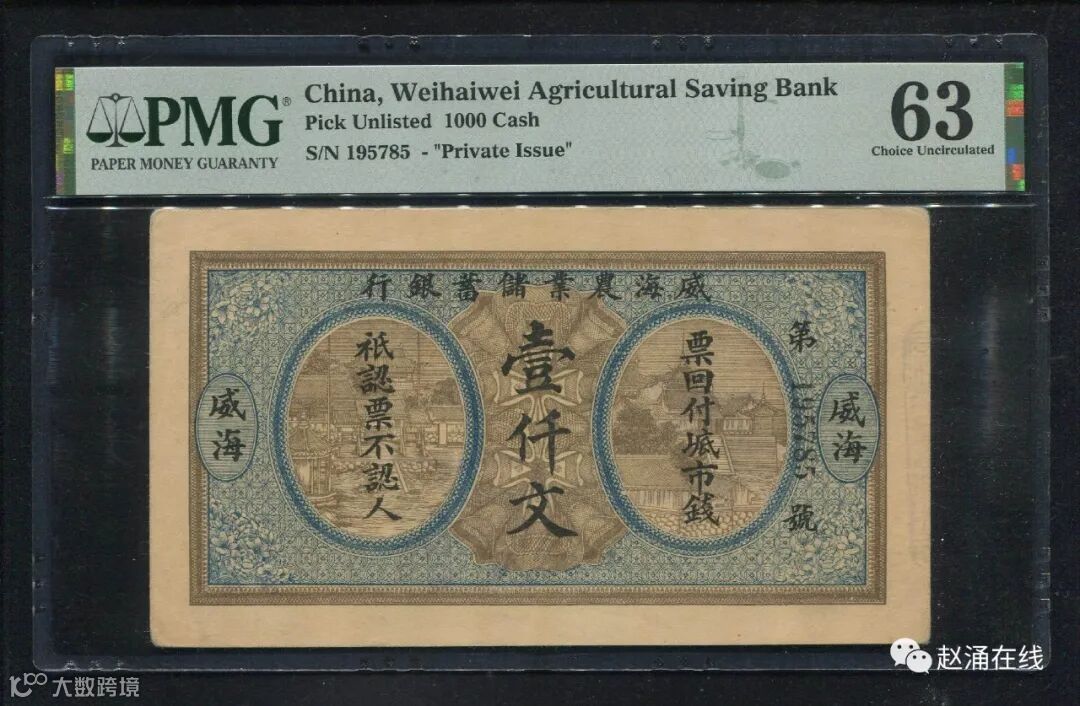 PMG®
PAPER MONEY GUARANTY
China, Weihaiwei Agricultural Saving Bank
Pick Unlisted 1000 Cash
S/N 195785 - "Private Issue"
63
Choice Uncirculated
行銀蓄儲業農海威
第 195785 號
威海
票回付坻市錢
壹仟文
祇認票不認人
威海
赵涌在线
大数跨境